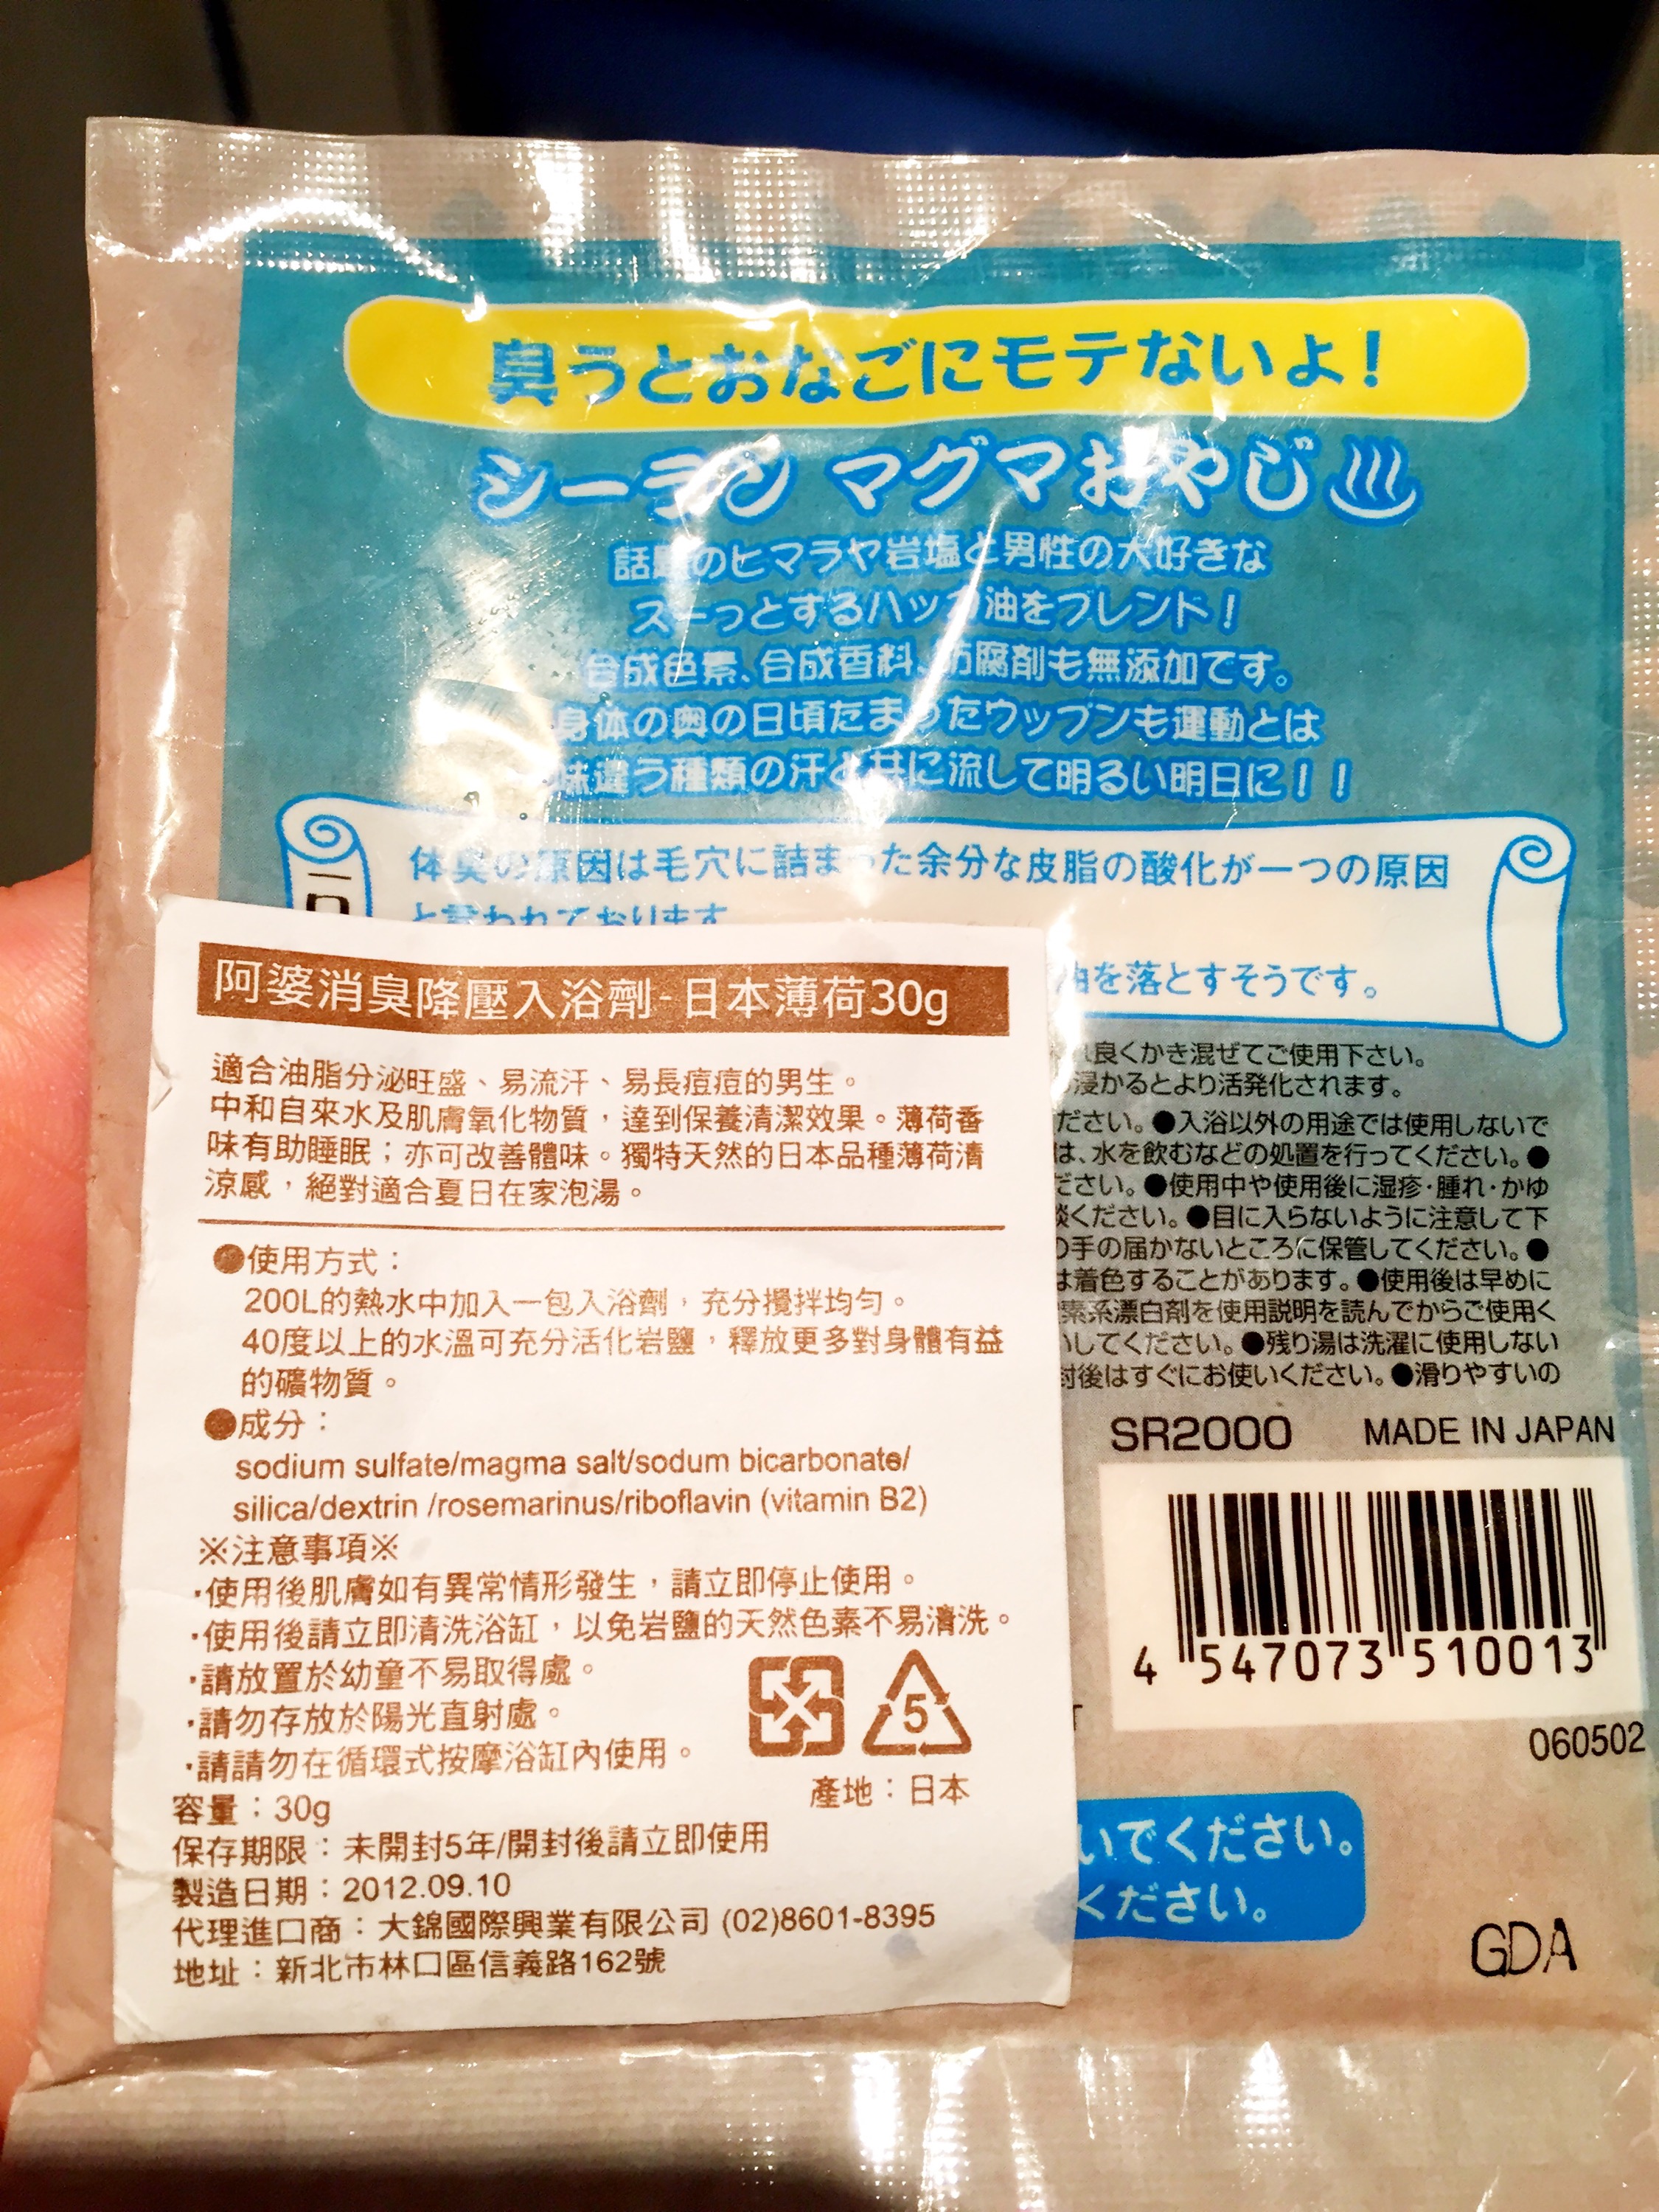 臭うとおなごにモテないよ!
シーラン マグマおやじ♨
話題のヒマラヤ岩塩と男性の大好きな
スーっとするハッカ油をブレンド!
合成色素、合成香料、防腐剤も無添加です。
身体の奥の日頃たまったウップンも運動とは
味違う種類の汗と共に流して明るい明日に!!
体臭の原因は毛穴に詰まった余分な皮脂の酸化が一つの原因
と言われております
油を落とすそうです。
良くかき混ぜてご使用下さい。
浸かるとより活発化されます。
ださい。●入浴以外の用途では使用しないで
は、水を飲むなどの処置を行ってください。●
ださい。●使用中や使用後に湿疹・腫れ・かゆ
談ください。●目に入らないように注意して下
の手の届かないところに保管してください。●
は着色することがあります。●使用後は早めに
素系漂白剤を使用説明を読んでからご使用く
いしてください。●残り湯は洗濯に使用しない
封後はすぐにお使いください。●滑りやすいの
SR2000 MADE IN JAPAN
4 547073 510013
060502
いでください。
ください。
GDA
阿婆消臭降壓入浴劑-日本薄荷30g
適合油脂分泌旺盛、易流汗、易長痘痘的男生。
中和自來水及肌膚氧化物質，達到保養清潔效果。薄荷香
味有助睡眠；亦可改善體味。獨特天然的日本品種薄荷清
涼感，絕對適合夏日在家泡湯。
●使用方式：
200L的熱水中加入一包入浴劑，充分攪拌均勻。
40度以上的水溫可充分活化岩鹽，釋放更多對身體有益
的礦物質。
●成分：
sodium sulfate/magma salt/sodum bicarbonate/
silica/dextrin /rosemarinus/riboflavin (vitamin B2)
※注意事項※
·使用後肌膚如有異常情形發生，請立即停止使用。
·使用後請立即清洗浴缸，以免岩鹽的天然色素不易清洗。
·請放置於幼童不易取得處。
·請勿存放於陽光直射處。
·請請勿在循環式按摩浴缸內使用。
5
產地：日本
容量：30g
保存期限：未開封5年/開封後請立即使用
製造日期：2012.09.10
代理進口商：大錦國際興業有限公司 (02)8601-8395
地址：新北市林口區信義路162號